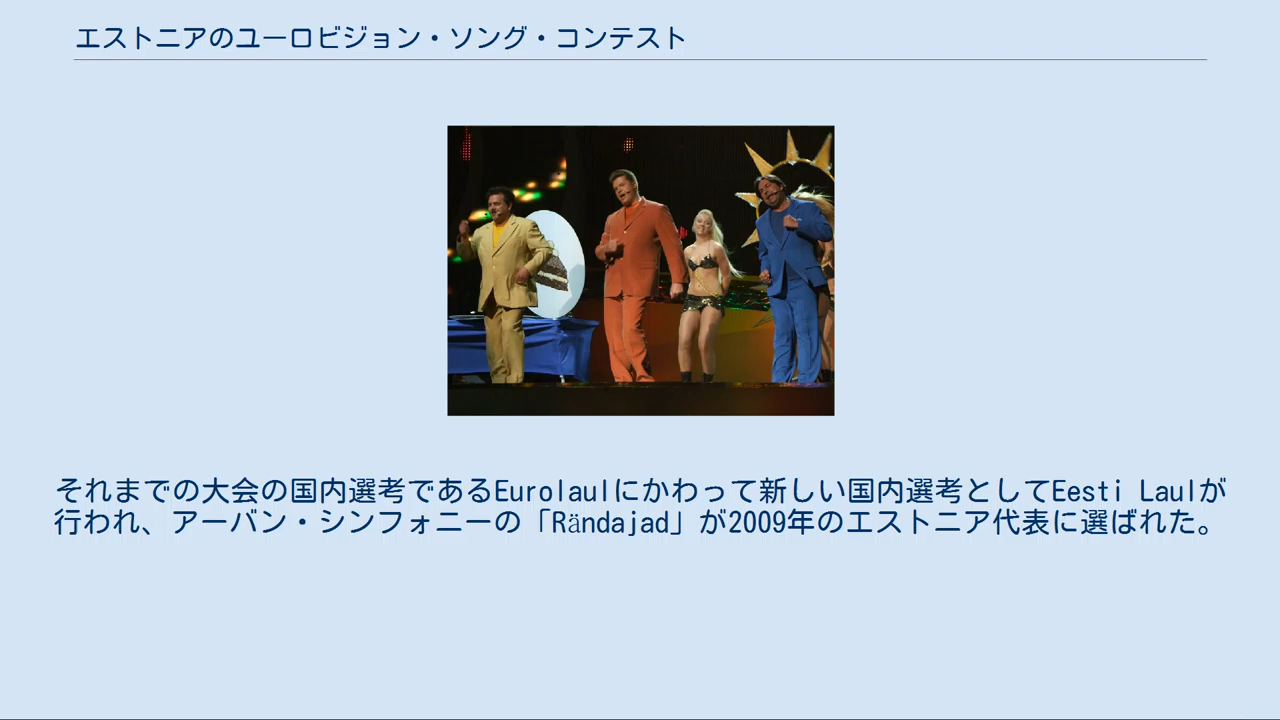 エストニアのユーロビジョン・ソング・コンテスト
それまでの大会の国内選考であるEurolaulにかわって新しい国内選考としてEesti Laulが
行われ、アーバン・シンフォニーの「Rändajad」が2009年のエストニア代表に選ばれた。